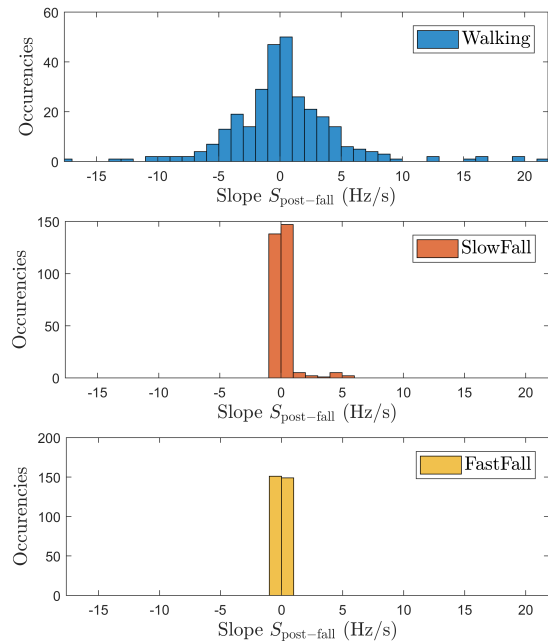 60
40
20
0
Occurencies
Walking
-15 -10 -5 0 5 10 15 20
Slope S_post−fall (Hz/s)
150
100
50
0
Occurencies
SlowFall
-15 -10 -5 0 5 10 15 20
Slope S_post−fall (Hz/s)
200
150
100
50
0
Occurencies
FastFall
-15 -10 -5 0 5 10 15 20
Slope S_post−fall (Hz/s)